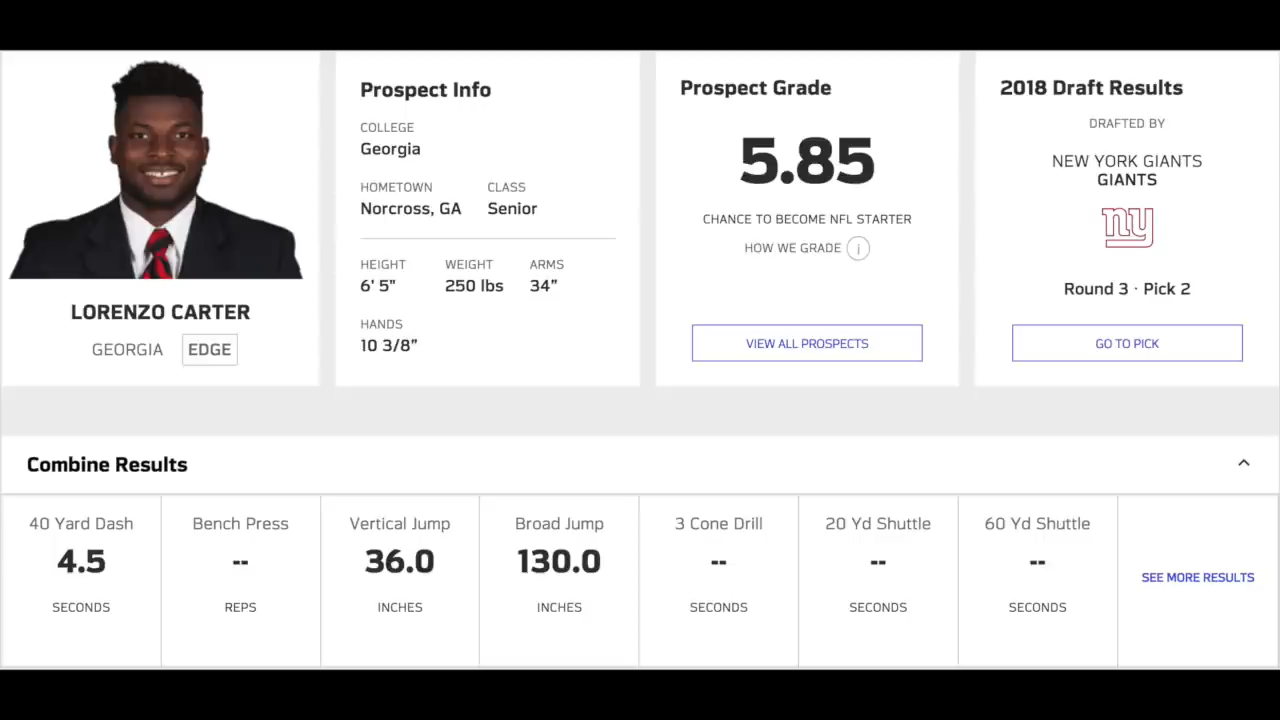 LORENZO CARTER
GEORGIA EDGE
Prospect Info
COLLEGE
Georgia
HOMETOWN CLASS
Norcross, GA Senior
HEIGHT WEIGHT ARMS
6' 5" 250 lbs 34”
HANDS
10 3/8”
Prospect Grade
5.85
CHANCE TO BECOME NFL STARTER
HOW WE GRADE i
VIEW ALL PROSPECTS
2018 Draft Results
DRAFTED BY
NEW YORK GIANTS
GIANTS
ny
Round 3 · Pick 2
GO TO PICK
Combine Results
40 Yard Dash Bench Press Vertical Jump Broad Jump 3 Cone Drill 20 Yd Shuttle 60 Yd Shuttle
4.5 -- 36.0 130.0 -- -- --
SECONDS REPS INCHES INCHES SECONDS SECONDS SECONDS
SEE MORE RESULTS